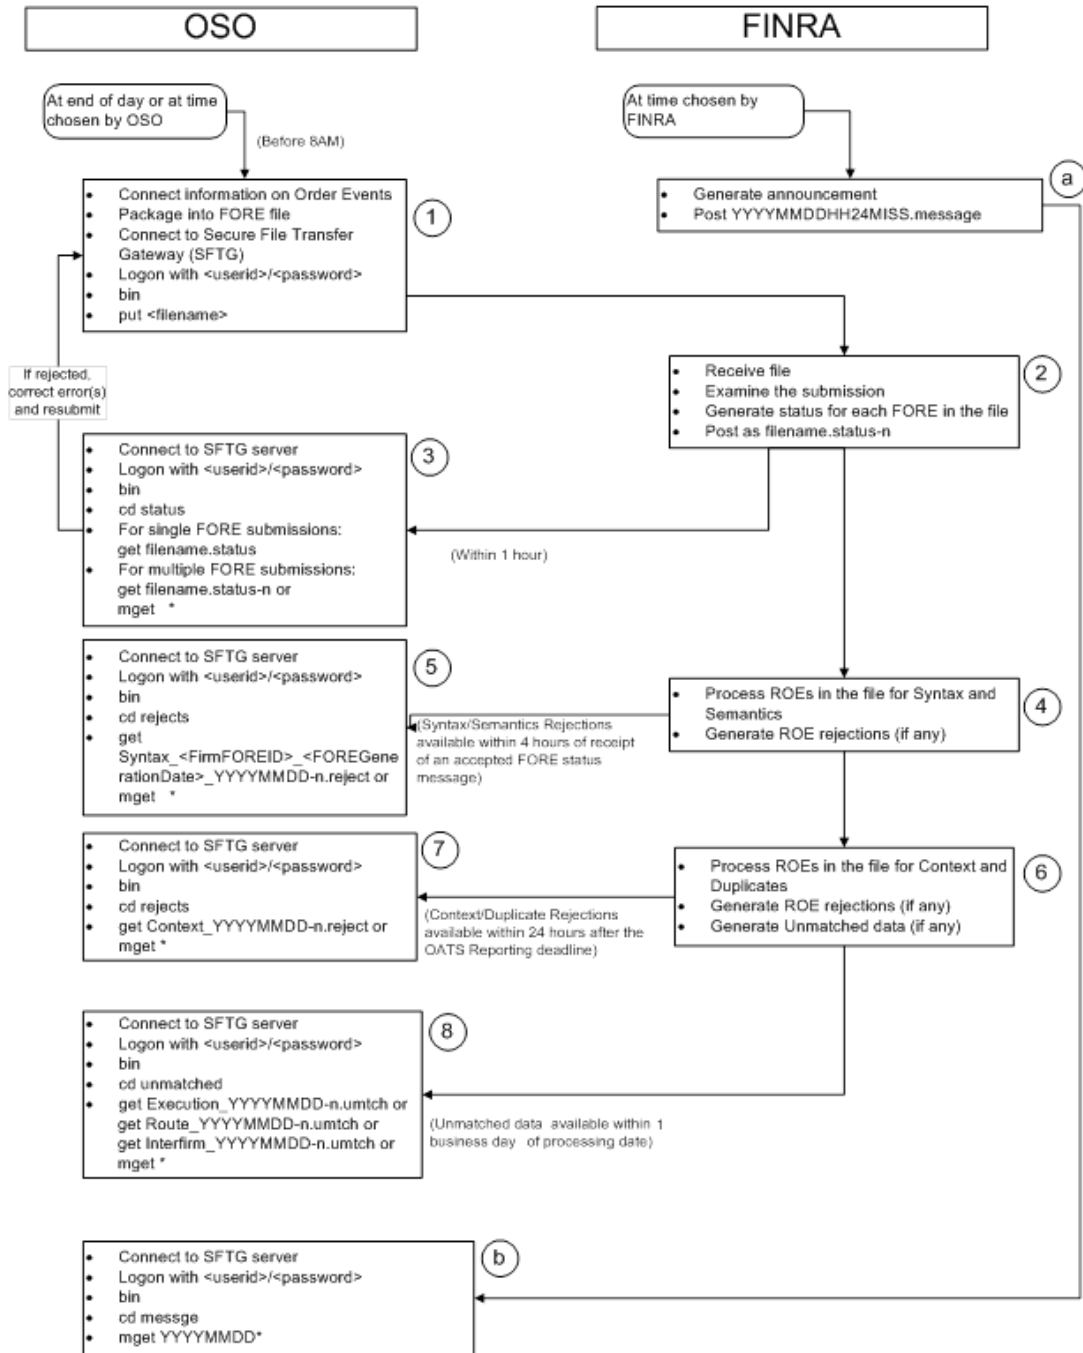 OSO
FINRA
At end of day or at time
chosen by OSO
At time chosen by
FINRA
(Before 8AM)
a
• Generate announcement
• Post YYYYMMDDHH24MISS.message
• Connect information on Order Events
• Package into FORE file
• Connect to Secure File Transfer
Gateway (SFTG)
• Logon with <userid>/<password>
• bin
• put <filename>
1
If rejected,
correct error(s)
and resubmit
• Receive file
• Examine the submission
• Generate status for each FORE in the file
• Post as filename.status-n
2
• Connect to SFTG server
• Logon with <userid>/<password>
• bin
• cd status
• For single FORE submissions:
get filename.status
• For multiple FORE submissions:
get filename.status-n or
mget *
3
(Within 1 hour)
• Connect to SFTG server
• Logon with <userid>/<password>
• bin
• cd rejects
• get
Syntax_<FirmFOREID>_<FOREGene
rationDate>_YYYYMMDD-n.reject or
mget *
5
(Syntax/Semantics Rejections
available within 4 hours of receipt
of an accepted FORE status
message)
• Process ROEs in the file for Syntax and
Semantics
• Generate ROE rejections (if any)
4
• Connect to SFTG server
• Logon with <userid>/<password>
• bin
• cd rejects
• get Context_YYYYMMDD-n.reject or
mget *
7
(Context/Duplicate Rejections
available within 24 hours after the
OATS Reporting deadline)
• Process ROEs in the file for Context and
Duplicates
• Generate ROE rejections (if any)
• Generate Unmatched data (if any)
6
• Connect to SFTG server
• Logon with <userid>/<password>
• bin
• cd unmatched
• get Execution_YYYYMMDD-n.umtch or
get Route_YYYYMMDD-n.umtch or
get Interfirm_YYYYMMDD-n.umtch or
mget *
8
(Unmatched data available within 1
business day of processing date)
• Connect to SFTG server
• Logon with <userid>/<password>
• bin
• cd messge
• mget YYYYMMDD*
b